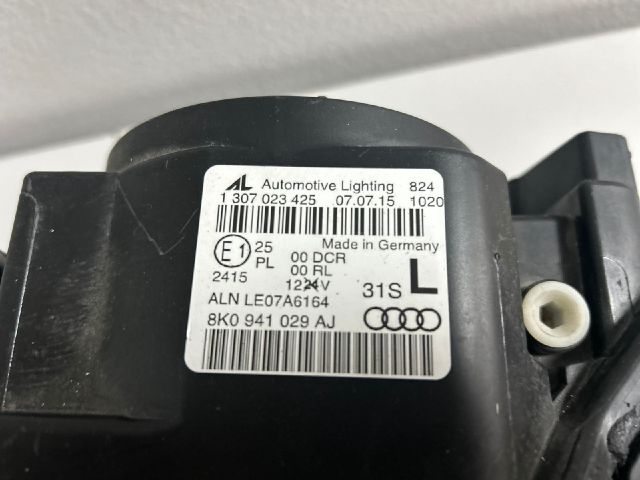 AL Automotive Lighting 824
1 307 023 425 07.07.15 1020
Made in Germany
E1 25 00 DCR
PL 00 RL
2415 12
31S L
ALN LE07A6164
8K0 941 029 AJ